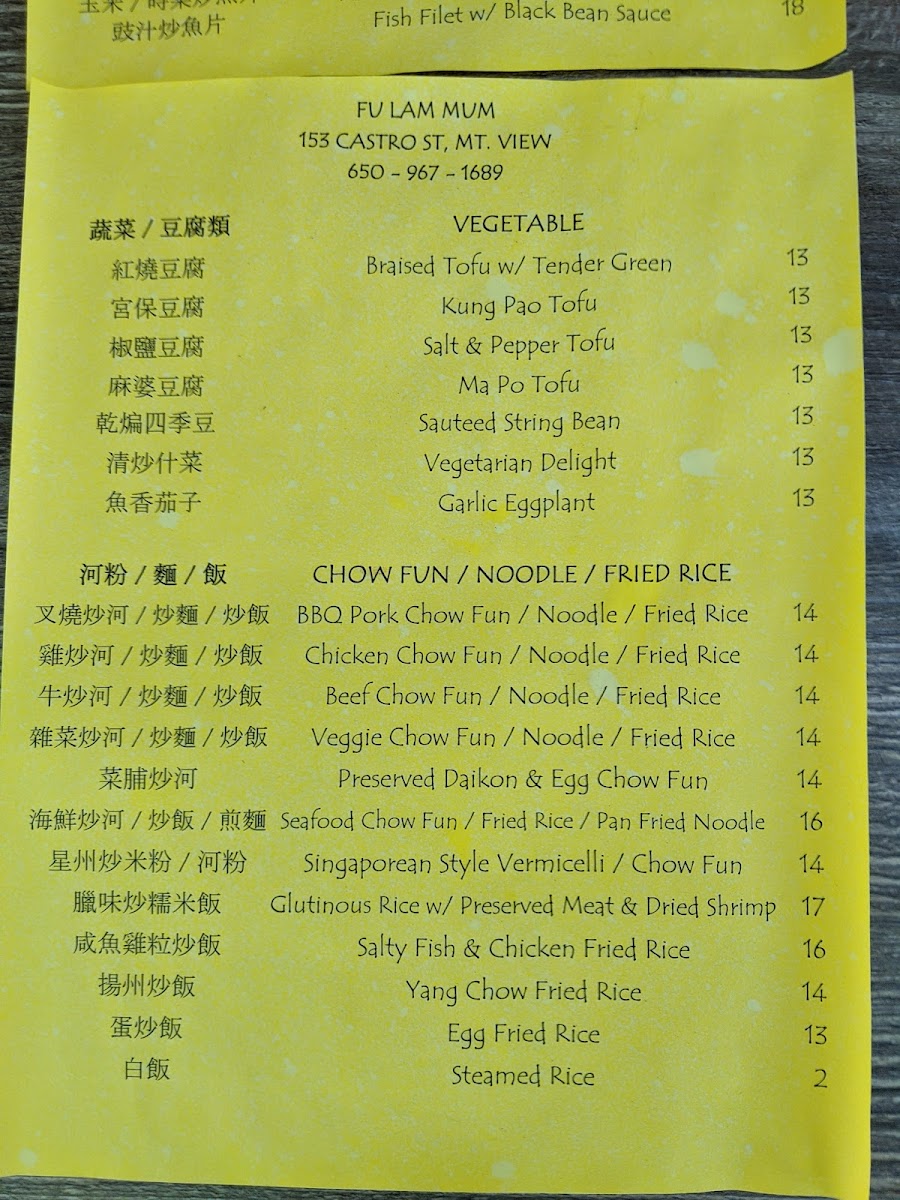 豉汁炒魚片 Fish Filet w/ Black Bean Sauce 18
FU LAM MUM
153 CASTRO ST, MT. VIEW
650 - 967 - 1689
蔬菜 / 豆腐類 VEGETABLE
紅燒豆腐 Braised Tofu w/ Tender Green 13
宮保豆腐 Kung Pao Tofu 13
椒鹽豆腐 Salt & Pepper Tofu 13
麻婆豆腐 Ma Po Tofu 13
乾煸四季豆 Sauteed String Bean 13
清炒什菜 Vegetarian Delight 13
魚香茄子 Garlic Eggplant 13
河粉 / 麵 / 飯 CHOW FUN / NOODLE / FRIED RICE
叉燒炒河 / 炒麵 / 炒飯 BBQ Pork Chow Fun / Noodle / Fried Rice 14
雞炒河 / 炒麵 / 炒飯 Chicken Chow Fun / Noodle / Fried Rice 14
牛炒河 / 炒麵 / 炒飯 Beef Chow Fun / Noodle / Fried Rice 14
雜菜炒河 / 炒麵 / 炒飯 Veggie Chow Fun / Noodle / Fried Rice 14
菜脯炒河 Preserved Daikon & Egg Chow Fun 14
海鮮炒河 / 炒飯 / 煎麵 Seafood Chow Fun / Fried Rice / Pan Fried Noodle 16
星州炒米粉 / 河粉 Singaporean Style Vermicelli / Chow Fun 14
臘味炒糯米飯 Glutinous Rice w/ Preserved Meat & Dried Shrimp 17
咸魚雞粒炒飯 Salty Fish & Chicken Fried Rice 16
揚州炒飯 Yang Chow Fried Rice 14
蛋炒飯 Egg Fried Rice 13
白飯 Steamed Rice 2